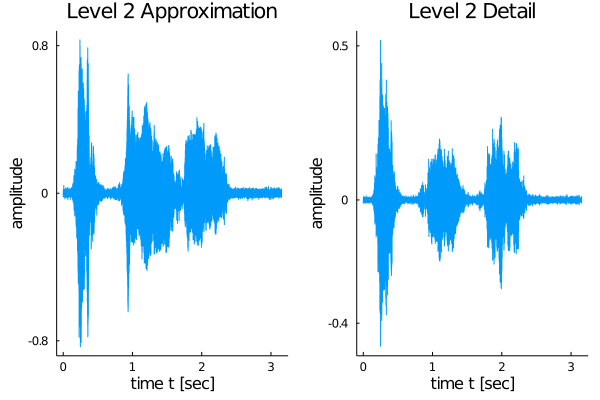 Level 2 Approximation
amplitude
0.8
0
-0.8
0
1
2
3
time t [sec]
Level 2 Detail
amplitude
0.5
0
-0.4
0
1
2
3
time t [sec]